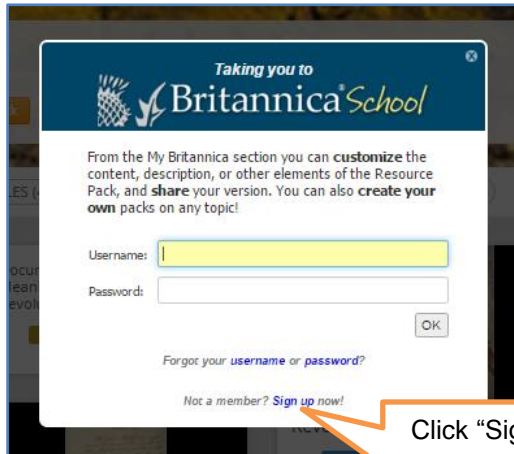 Taking you to
Britannica® School
From the My Britannica section you can customize the
content, description, or other elements of the Resource
Pack, and share your version. You can also create your
own packs on any topic!
Username:
Password:
OK
Forgot your username or password?
Not a member? Sign up now!
Click